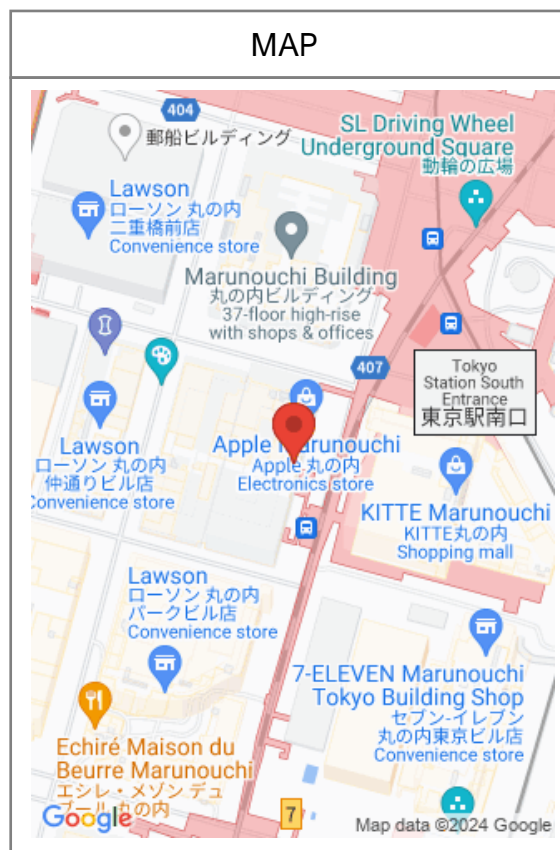 MAP
404
郵船ビルディング
SL Driving Wheel
Underground Square
動輪の広場
Lawson
ローソン 丸の内
二重橋前店
Convenience store
Marunouchi Building
丸の内ビルディング
37-floor high-rise
with shops & offices
407
Tokyo
Station South
Entrance
東京駅南口
Lawson
ローソン 丸の内
仲通りビル店
Convenience store
Apple Marunouchi
Apple 丸の内
Electronics store
KITTE Marunouchi
KITTE丸の内
Shopping mall
Lawson
ローソン 丸の内
パークビル店
Convenience store
7-ELEVEN Marunouchi
Tokyo Building Shop
セブン-イレブン
丸の内東京ビル店
Convenience store
Echiré Maison du
Beurre Marunouchi
エシレ・メゾン デュ
ブール 丸の内
Google
7
Map data ©2024 Google